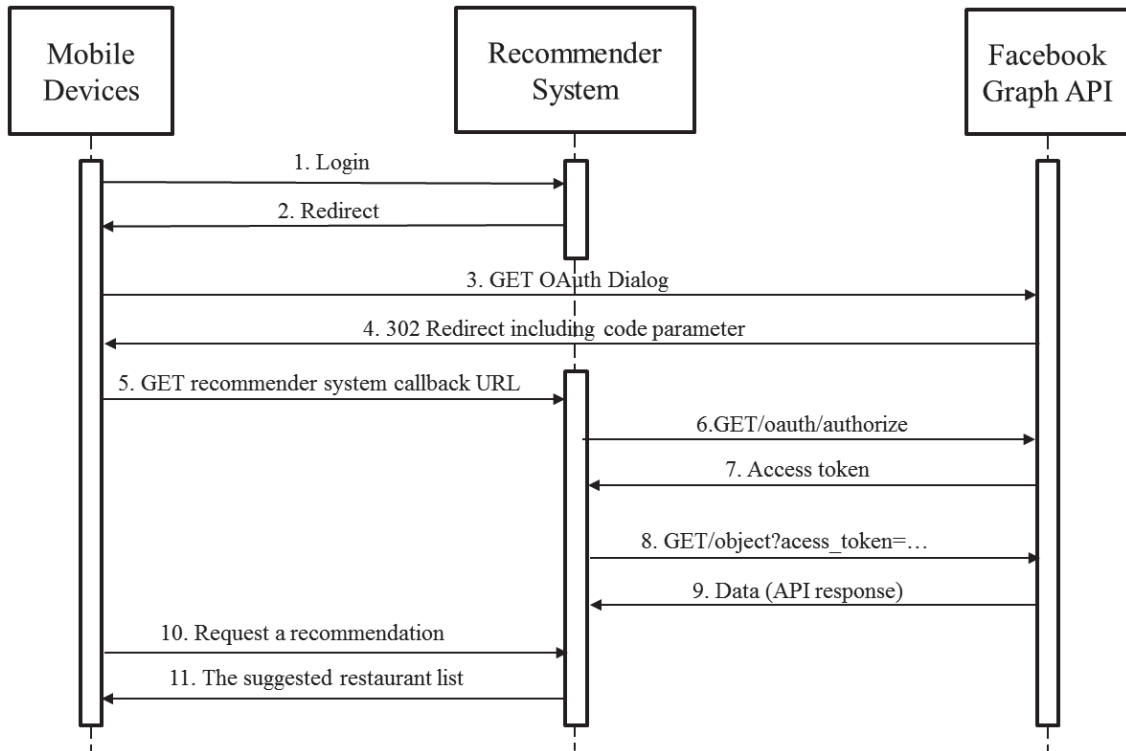 Mobile
Devices
Recommender
System
Facebook
Graph API
1. Login
2. Redirect
3. GET OAuth Dialog
4. 302 Redirect including code parameter
5. GET recommender system callback URL
6.GET/oauth/authorize
7. Access token
8. GET/object?acess_token=…
9. Data (API response)
10. Request a recommendation
11. The suggested restaurant list